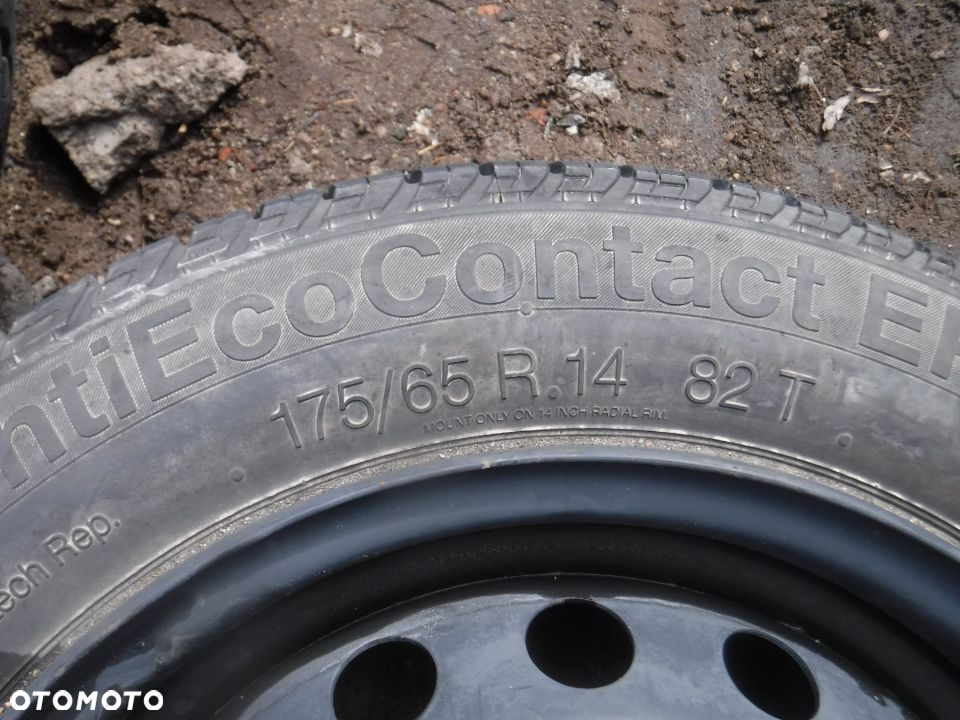 ntiEcoContact EP
175/65 R.14 82 T
MOUNT ONLY ON 14 INCH RADIAL RIM.
ech Rep.
OTOMOTO